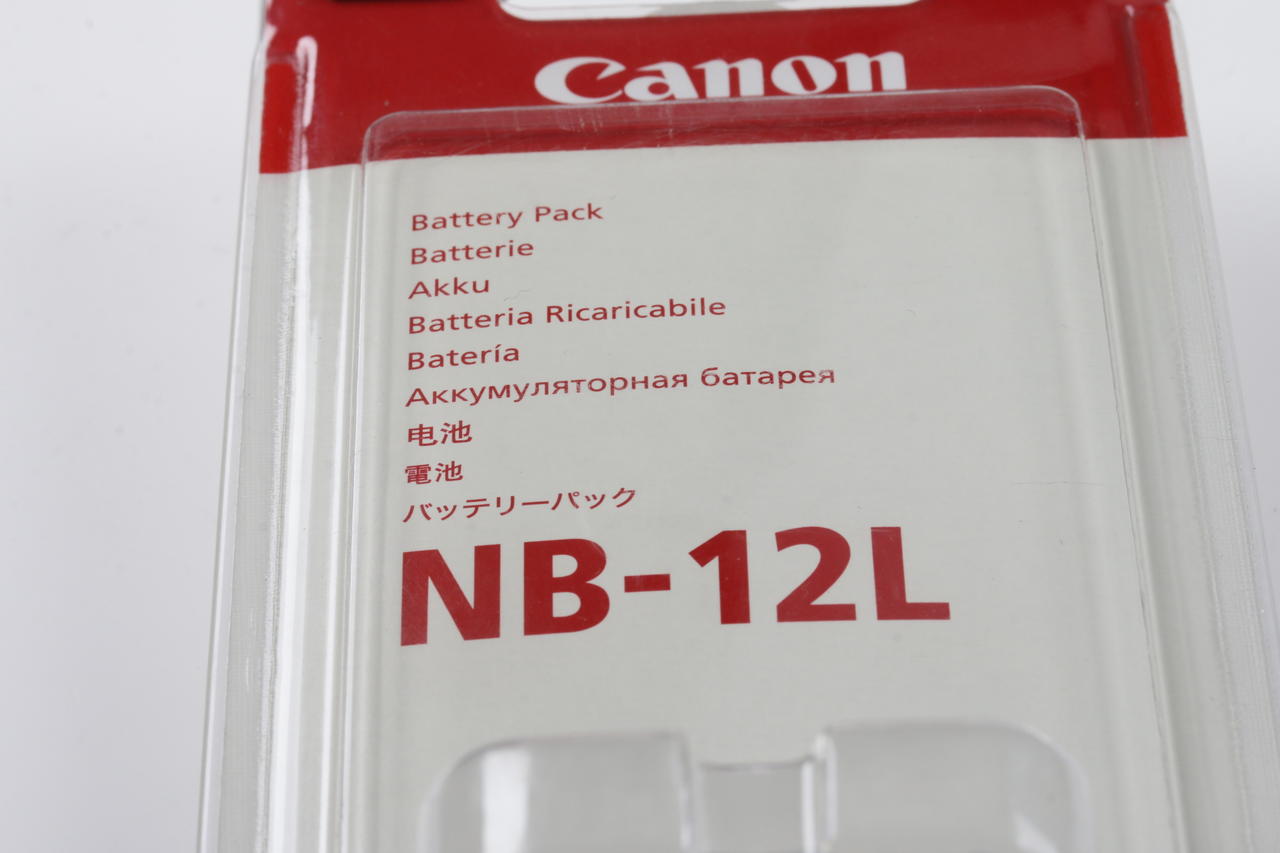 Canon
Battery Pack
Batterie
Akku
Batteria Ricaricabile
Batería
Аккумуляторная батарея
电池
電池
バッテリーパック
NB-12L